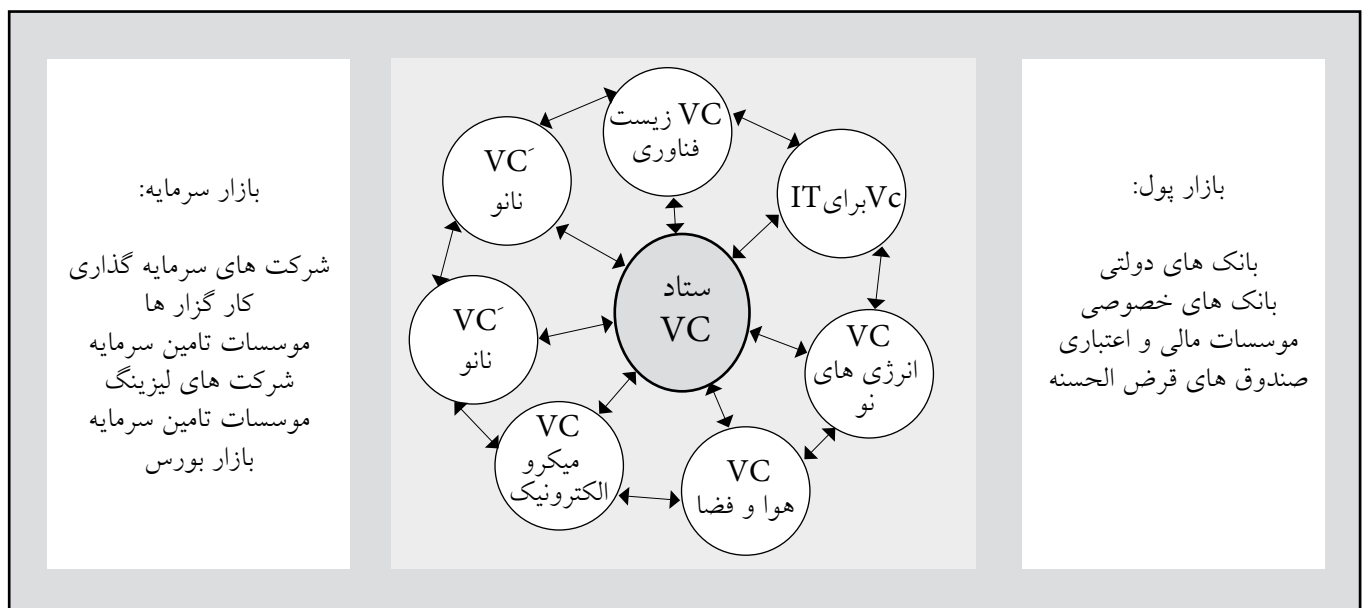 بازار پول:
بانک های دولتی
بانک های خصوصی
موسسات مالی و اعتباری
صندوق های قرض الحسنه
VC زیست
فناوری
Vcبرای IT
VC
انرژی های
نو
VC
هوا و فضا
VC
میکرو
الکترونیک
VC´
نانو
VC´
نانو
ستاد
VC
بازار سرمایه:
شرکت های سرمایه گذاری
کار گزار ها
موسسات تامین سرمایه
شرکت های لیزینگ
موسسات تامین سرمایه
بازار بورس